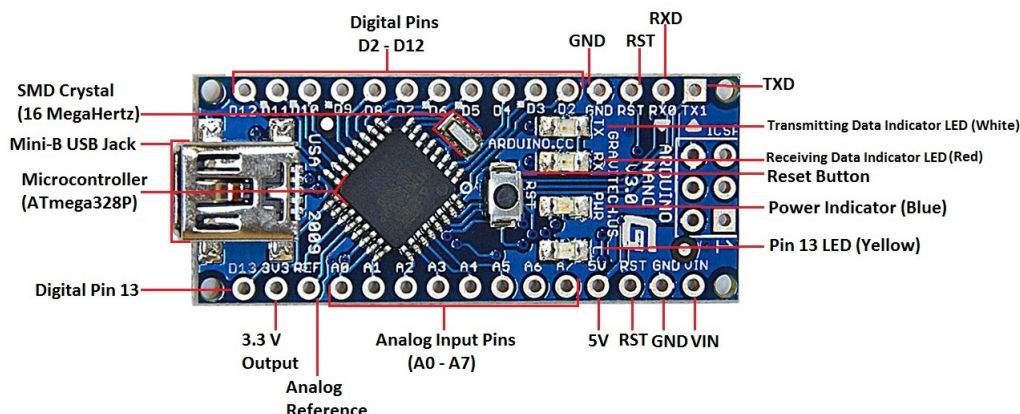 Digital Pins
D2 - D12
GND
RST
RXD
TXD
SMD Crystal
(16 MegaHertz)
Mini-B USB Jack
Microcontroller
(ATmega328P)
Transmitting Data Indicator LED (White)
Receiving Data Indicator LED (Red)
Reset Button
Power Indicator (Blue)
Pin 13 LED (Yellow)
D12 D11 D10 D9 D8 D7 D6 D5 D4 D3 D2 GND RST RX0 TX1
ICSP
TX
RX
PWR
L
ARDUINO.CC
RST
GRAVITECH.US
ARDUINO
NANO
V3.0
USA
2009
G
1
D13 3V3 REF A0 A1 A2 A3 A4 A5 A6 A7 5V RST GND VIN
Digital Pin 13
3.3 V
Output
Analog
Reference
Analog Input Pins
(A0 - A7)
5V
RST
GND
VIN